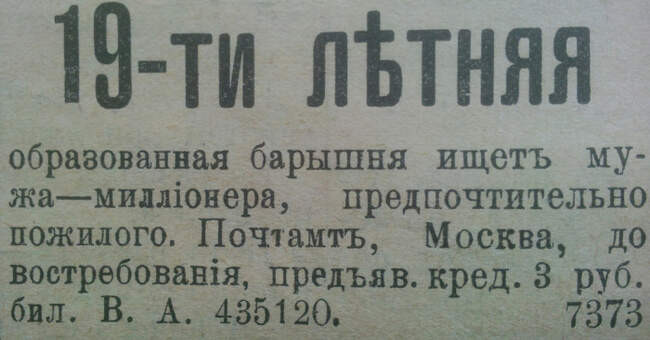 19-ти лѣтняя
образованная барышня ищетъ му-
жа—милліонера, предпочтительно
пожилого. Почтамтъ, Москва, до
востребованія, предъяв. кред. 3 руб.
бил. В. А. 435120. 7373